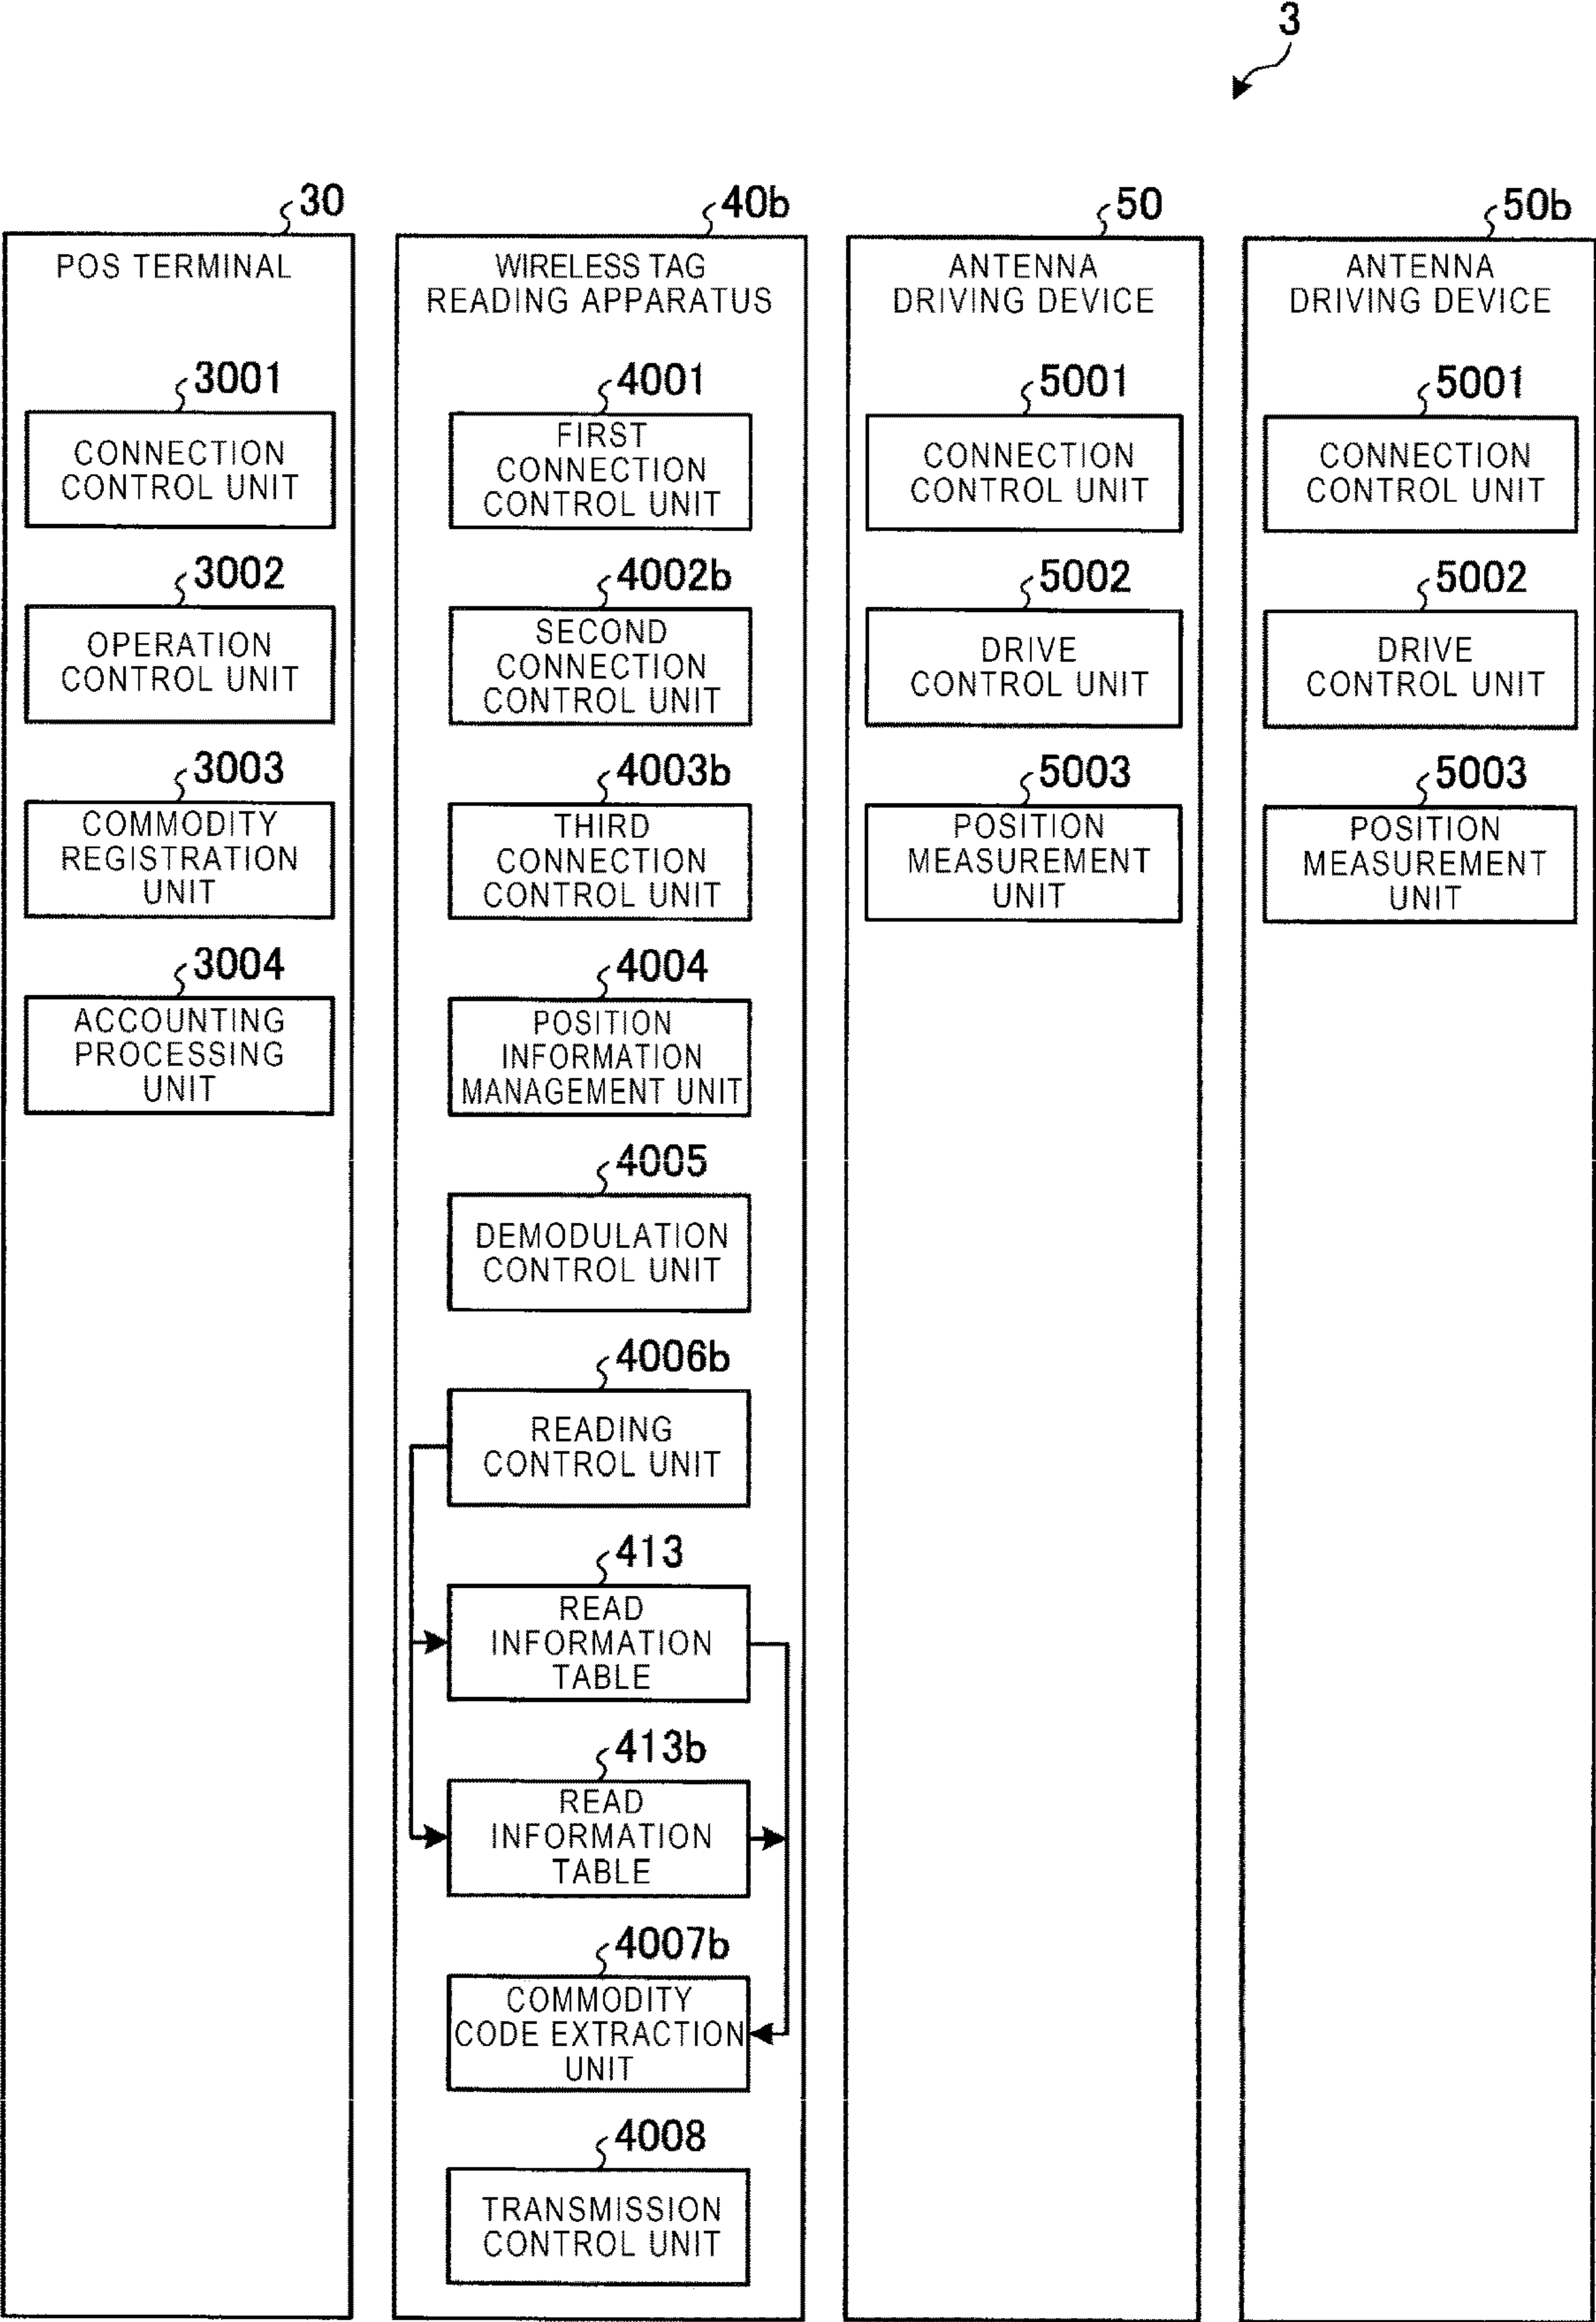 3
30
POS TERMINAL
3001
CONNECTION
CONTROL UNIT
3002
OPERATION
CONTROL UNIT
3003
COMMODITY
REGISTRATION
UNIT
3004
ACCOUNTING
PROCESSING
UNIT
40b
WIRELESS TAG
READING APPARATUS
4001
FIRST
CONNECTION
CONTROL UNIT
4002b
SECOND
CONNECTION
CONTROL UNIT
4003b
THIRD
CONNECTION
CONTROL UNIT
4004
POSITION
INFORMATION
MANAGEMENT UNIT
4005
DEMODULATION
CONTROL UNIT
4006b
READING
CONTROL UNIT
413
READ
INFORMATION
TABLE
413b
READ
INFORMATION
TABLE
4007b
COMMODITY
CODE EXTRACTION
UNIT
4008
TRANSMISSION
CONTROL UNIT
50
ANTENNA
DRIVING DEVICE
5001
CONNECTION
CONTROL UNIT
5002
DRIVE
CONTROL UNIT
5003
POSITION
MEASUREMENT
UNIT
50b
ANTENNA
DRIVING DEVICE
5001
CONNECTION
CONTROL UNIT
5002
DRIVE
CONTROL UNIT
5003
POSITION
MEASUREMENT
UNIT